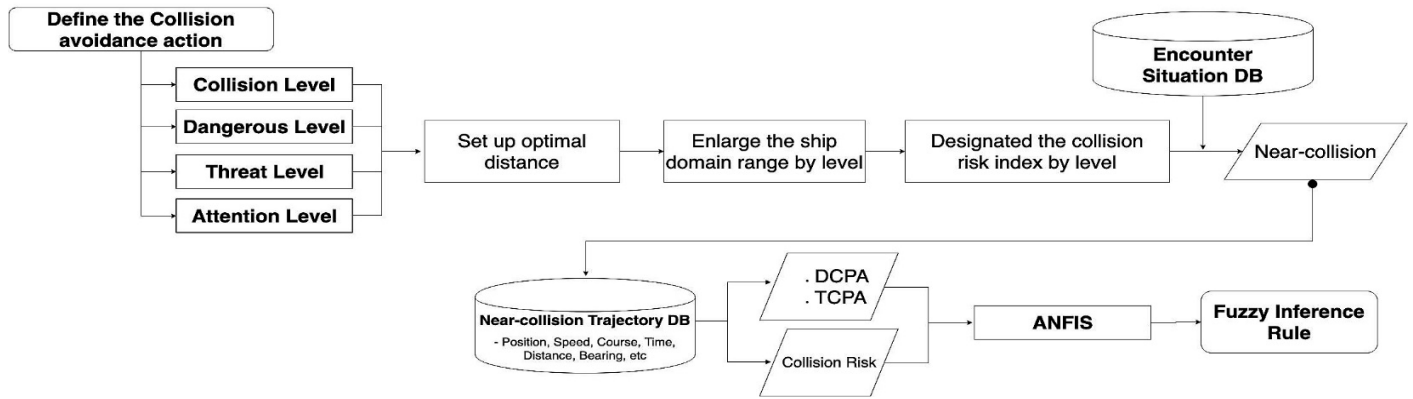 Define the Collision
avoidance action
Collision Level
Dangerous Level
Threat Level
Attention Level
Set up optimal
distance
Enlarge the ship
domain range by level
Designated the collision
risk index by level
Encounter
Situation DB
Near-collision
Near-collision Trajectory DB
- Position, Speed, Course, Time,
Distance, Bearing, etc
. DCPA
. TCPA
Collision Risk
ANFIS
Fuzzy Inference
Rule